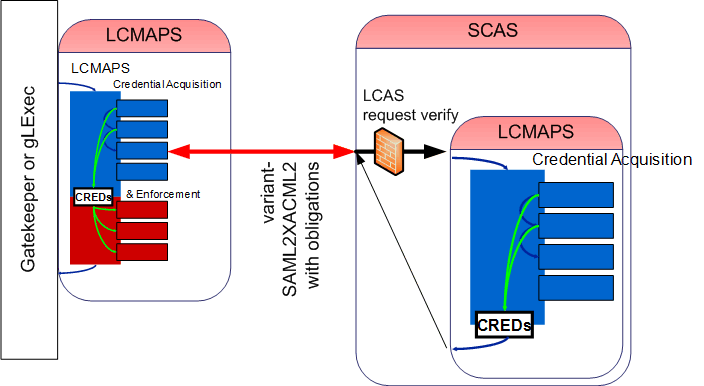 Gatekeeper or gLExec
LCMAPS
LCMAPS
Credential Acquisition
CREDs
& Enforcement
variant-
SAML2XACML2
with obligations
SCAS
LCAS
request verify
LCMAPS
Credential Acquisition
CREDs